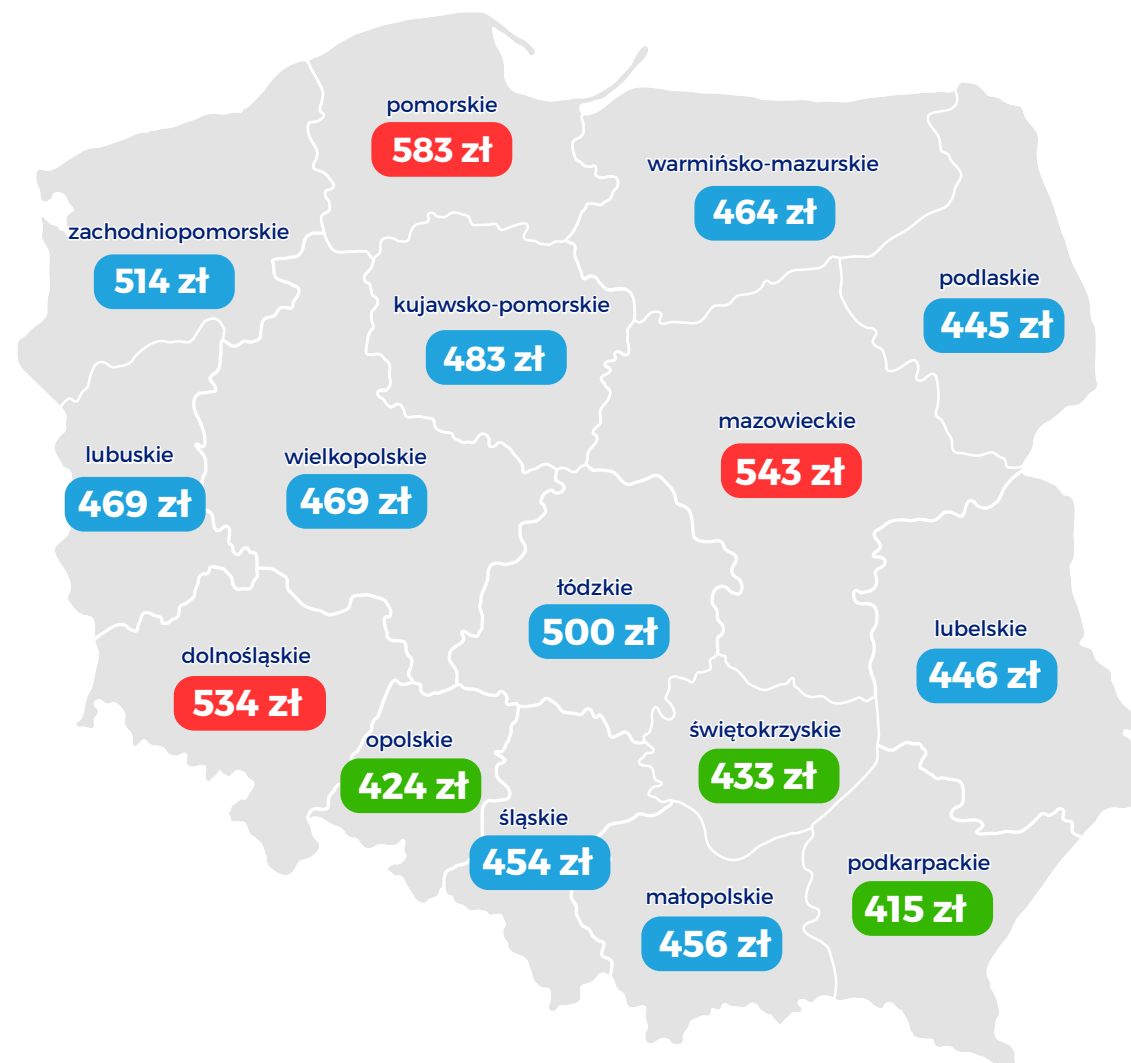 pomorskie
583 zł
warmińsko-mazurskie
464 zł
zachodniopomorskie
514 zł
podlaskie
445 zł
kujawsko-pomorskie
483 zł
mazowieckie
543 zł
lubuskie
469 zł
wielkopolskie
469 zł
łódzkie
500 zł
lubelskie
446 zł
dolnośląskie
534 zł
opolskie
424 zł
świętokrzyskie
433 zł
śląskie
454 zł
podkarpackie
415 zł
małopolskie
456 zł